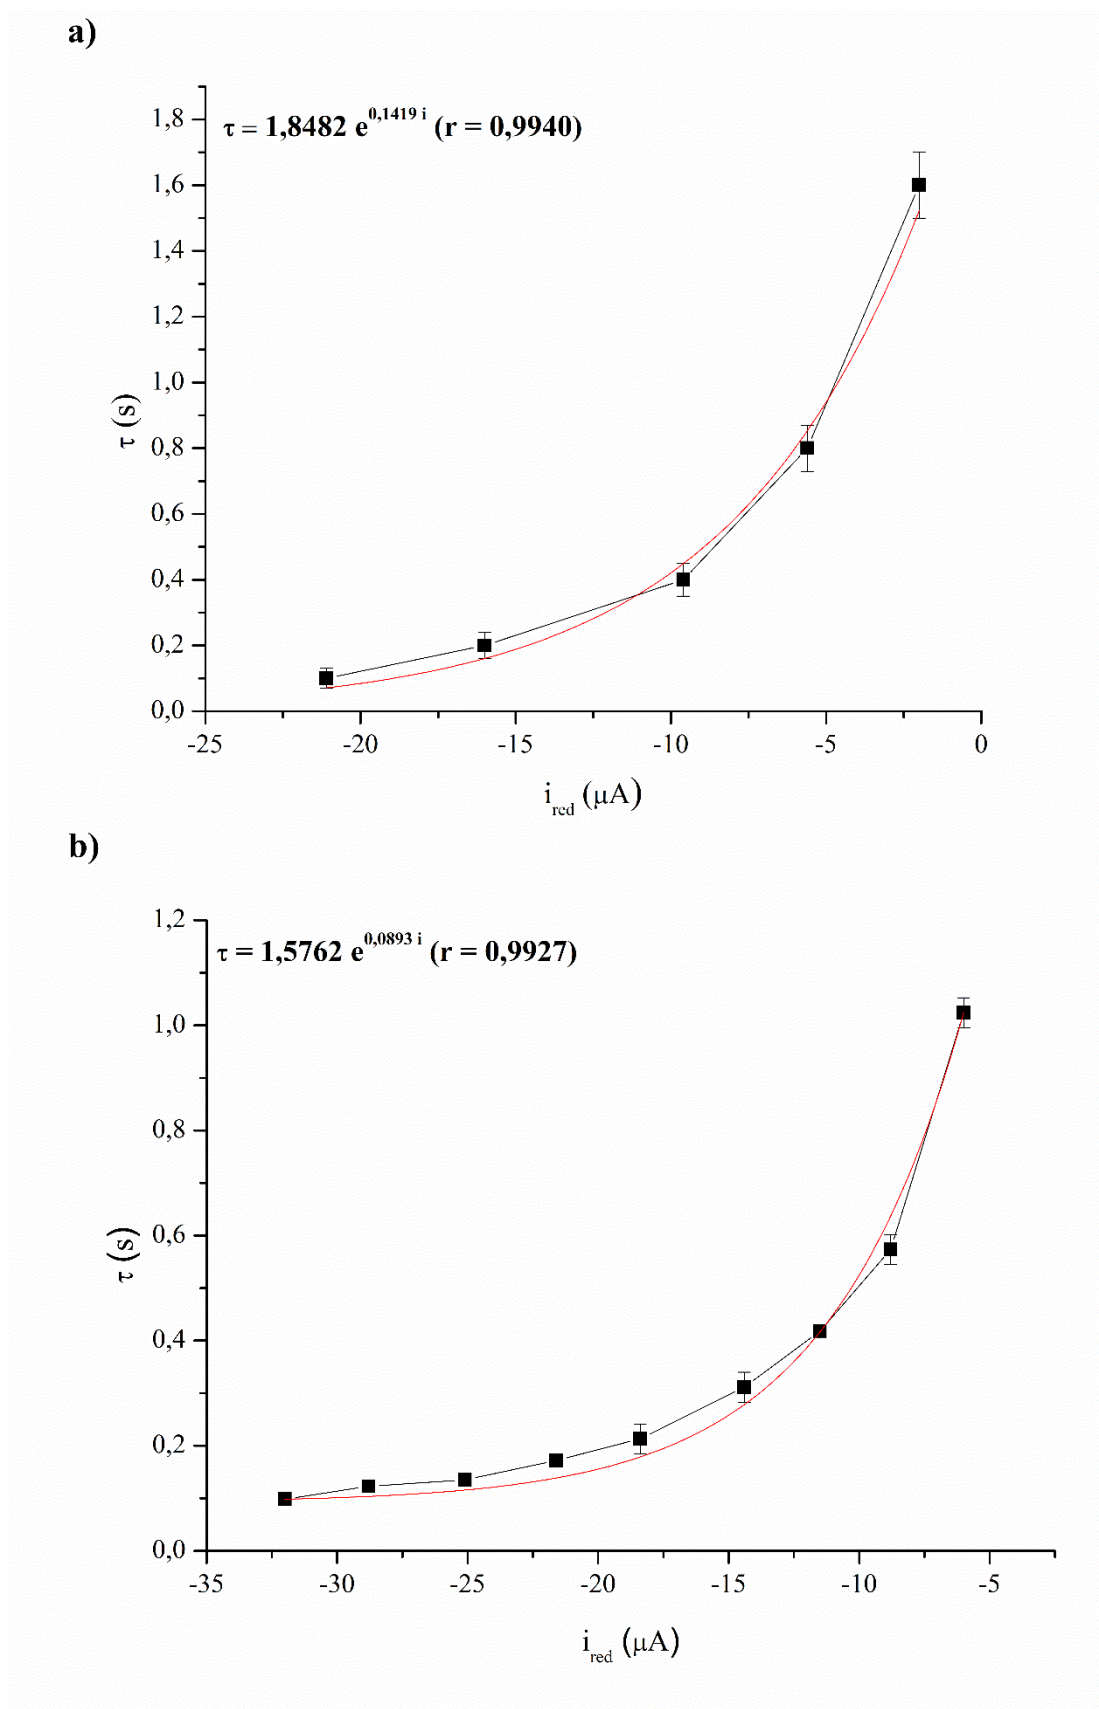 a)
τ = 1,8482 e^0,1419 i (r = 0,9940)
1,8
1,6
1,4
1,2
1,0
0,8
0,6
0,4
0,2
0,0
τ (s)
-25 -20 -15 -10 -5 0
i_red (μA)
b)
1,2
τ = 1,5762 e^0,0893 i (r = 0,9927)
1,0
0,8
0,6
0,4
0,2
0,0
τ (s)
-35 -30 -25 -20 -15 -10 -5
i_red (μA)